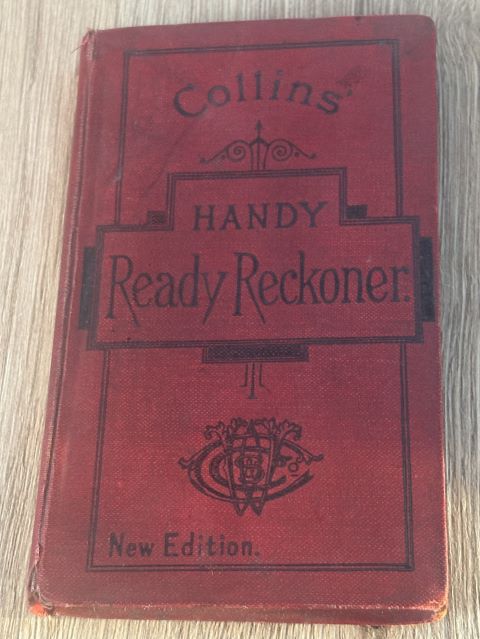 Collins'
HANDY
Ready Reckoner.
New Edition.